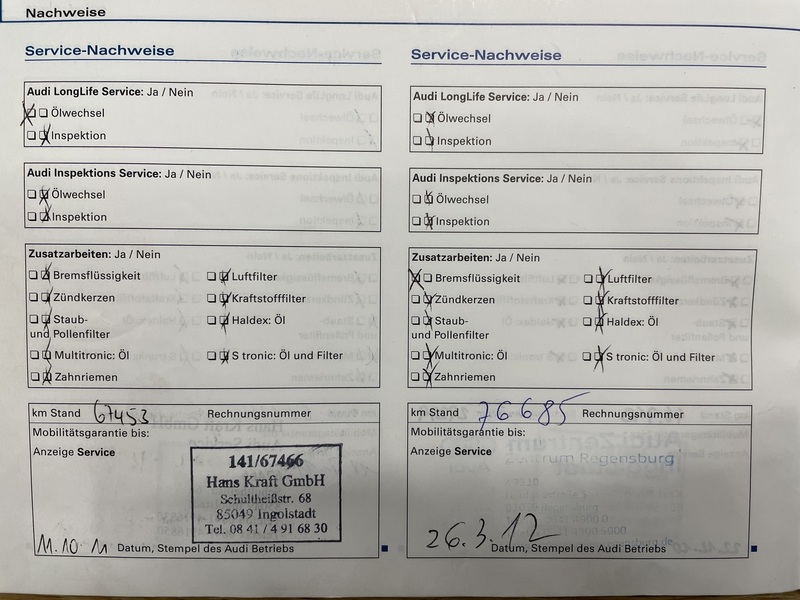 Nachweise
Service-Nachweise
Audi LongLife Service: Ja / Nein
Ölwechsel
Inspektion
Audi Inspektions Service: Ja / Nein
Ölwechsel
Inspektion
Zusatzarbeiten: Ja / Nein
Bremsflüssigkeit Luftfilter
Zündkerzen Kraftstofffilter
Staub- Haldex: Öl
und Pollenfilter
Multitronic: Öl S tronic: Öl und Filter
Zahnriemen
km Stand 67453 Rechnungsnummer
Mobilitätsgarantie bis:
Anzeige Service
141/67466
Hans Kraft GmbH
Schultheißstr. 68
85049 Ingolstadt
Tel. 08 41 / 4 91 68 30
11.10 11 Datum, Stempel des Audi Betriebs
Service-Nachweise
Audi LongLife Service: Ja / Nein
Ölwechsel
Inspektion
Audi Inspektions Service: Ja / Nein
Ölwechsel
Inspektion
Zusatzarbeiten: Ja / Nein
Bremsflüssigkeit Luftfilter
Zündkerzen Kraftstofffilter
Staub- Haldex: Öl
und Pollenfilter
Multitronic: Öl S tronic: Öl und Filter
Zahnriemen
km Stand 76685 Rechnungsnummer
Mobilitätsgarantie bis:
Anzeige Service
Zentrum Regensburg
26.3.12 Datum, Stempel des Audi Betriebs